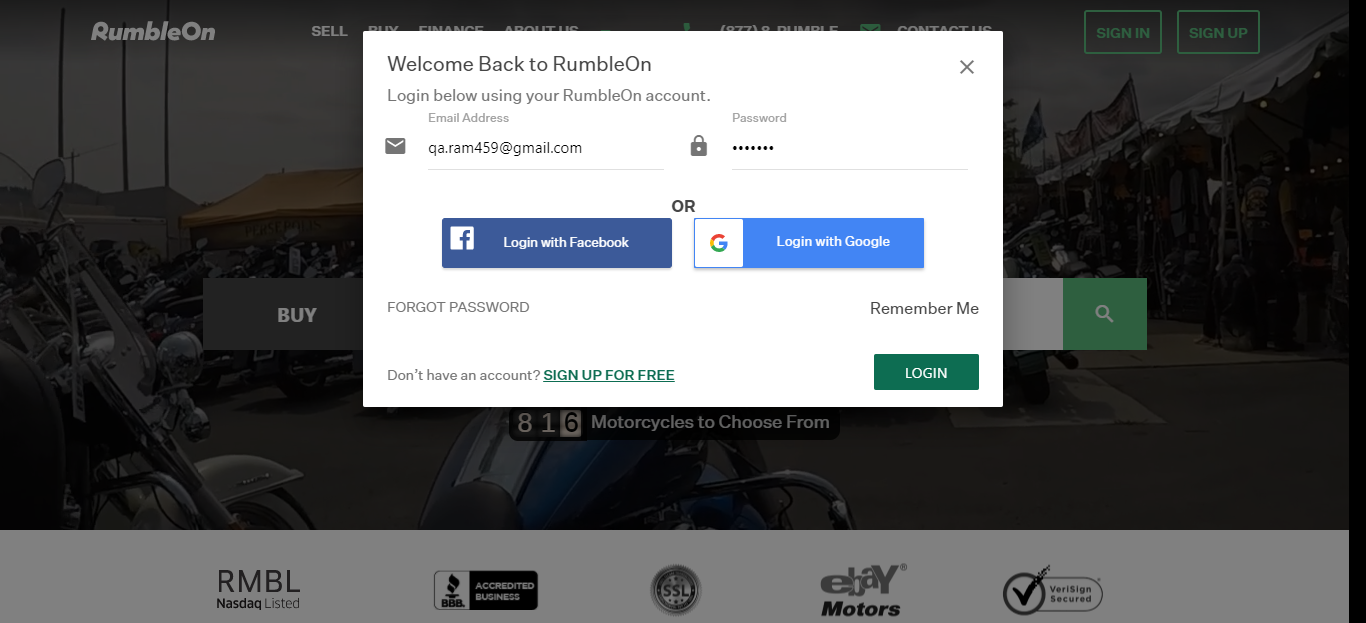 RumbleOn
SELL BUY FINANCE ABOUT US (877) 8-RUMBLE CONTACT US SIGN IN SIGN UP
Welcome Back to RumbleOn
Login below using your RumbleOn account.
Email Address Password
qa.ram459@gmail.com •••••••
OR
Login with Facebook Login with Google
FORGOT PASSWORD Remember Me
BUY
Don't have an account? SIGN UP FOR FREE LOGIN
816 Motorcycles to Choose From
RMBL
Nasdaq Listed
BBB. ACCREDITED
BUSINESS
SSL
ebay®
Motors
VeriSign
Secured